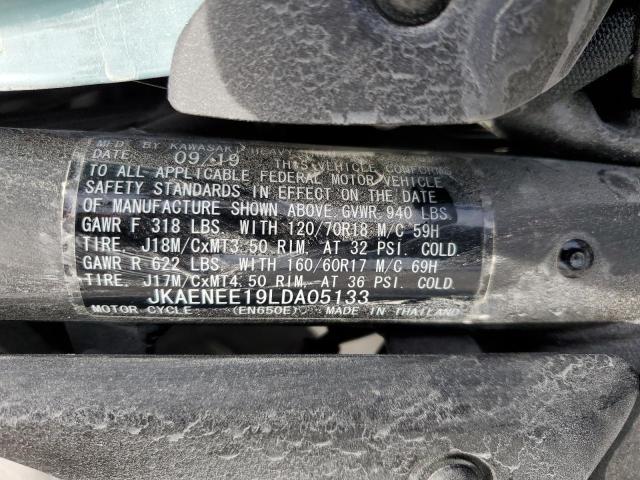 MFD. BY KAWASAKI HEAVY
DATE: 09/19 THIS VEHICLE CONFORMS
TO ALL APPLICABLE FEDERAL MOTOR VEHICLE
SAFETY STANDARDS IN EFFECT ON THE DATE
OF MANUFACTURE SHOWN ABOVE. GVWR. 940 LBS.
GAWR F 318 LBS. WITH 120/70R18 M/C 59H
TIRE. J18M/CxMT3.50 RIM. AT 32 PSI. COLD
GAWR R 622 LBS. WITH 160/60R17 M/C 69H
TIRE. J17M/CxMT4.50 RIM. AT 36 PSI. COLD.
JKAENEE19LDA05133
MOTOR CYCLE (EN650E) MADE IN THAILAND